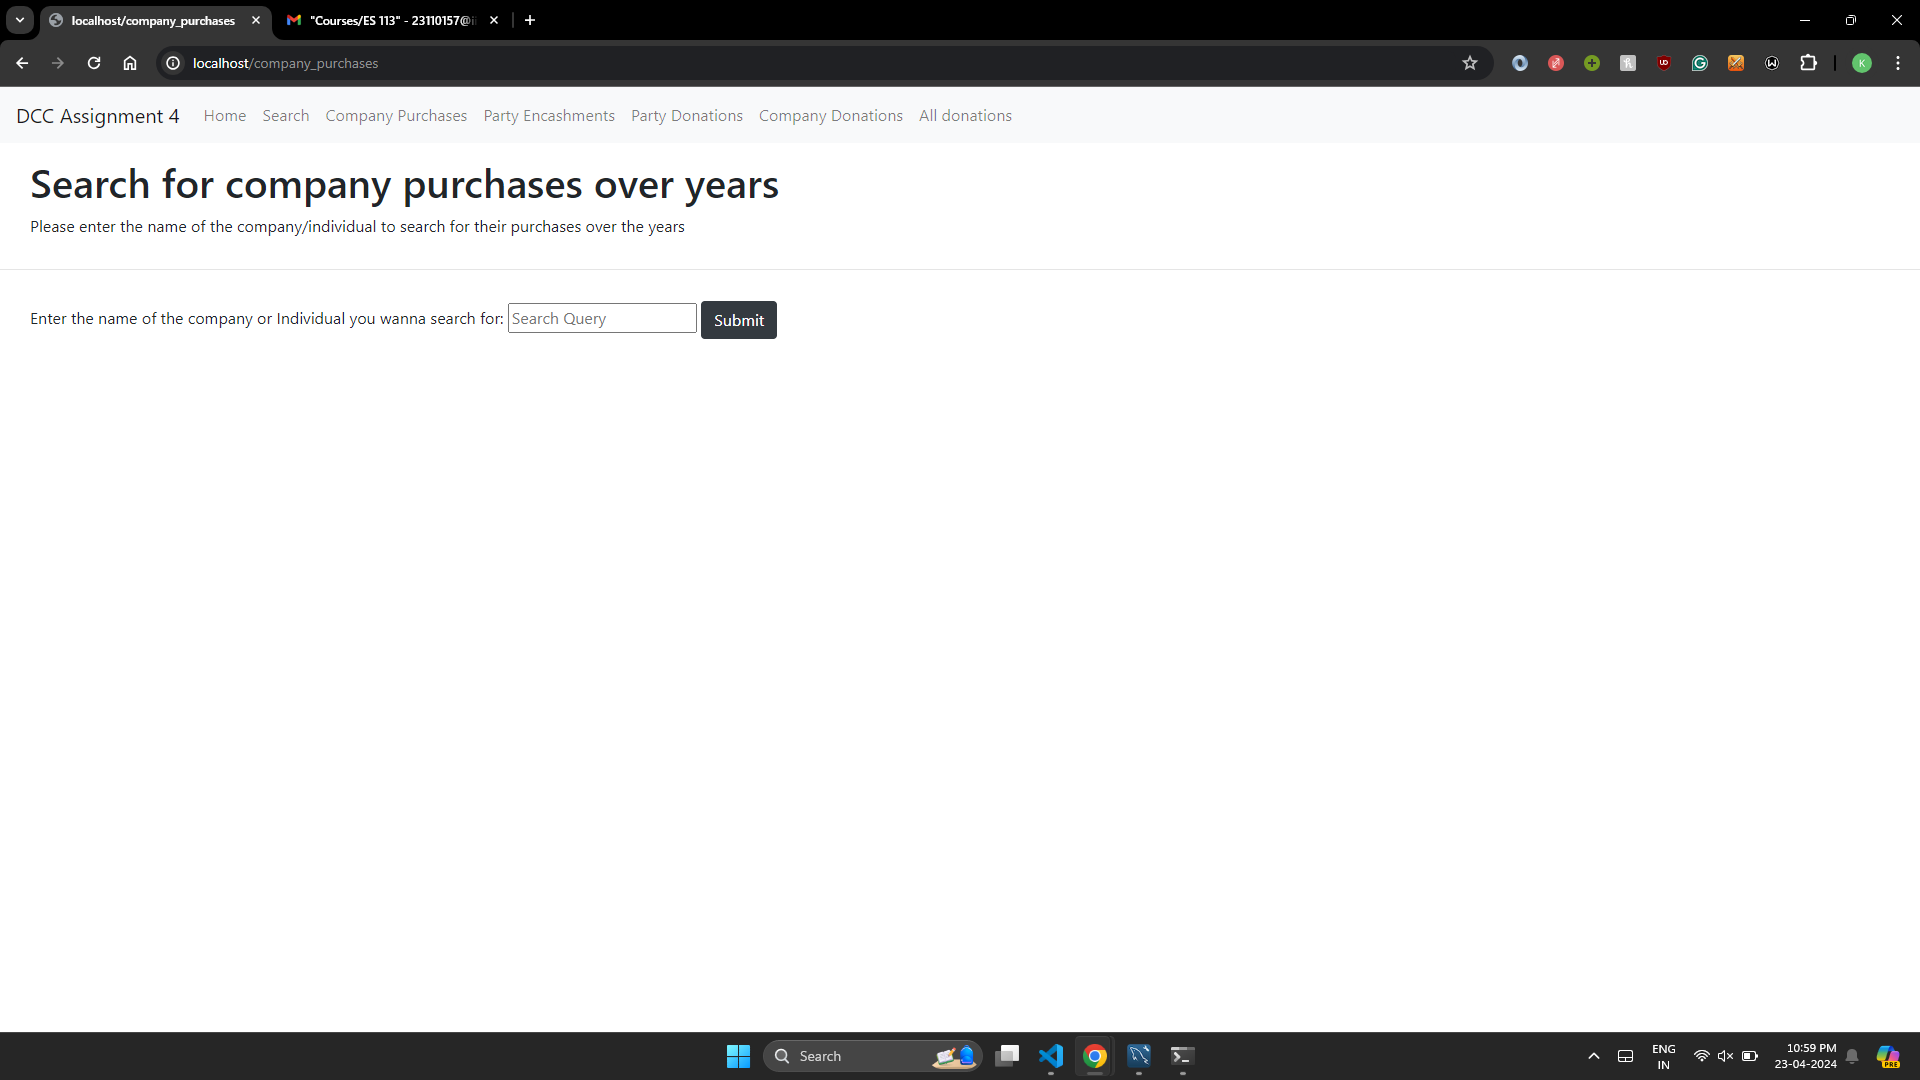 localhost/company_purchases
"Courses/ES 113" - 23110157@
localhost/company_purchases
K
DCC Assignment 4 Home Search Company Purchases Party Encashments Party Donations Company Donations All donations
Search for company purchases over years
Please enter the name of the company/individual to search for their purchases over the years
Enter the name of the company or Individual you wanna search for: Search Query Submit
Search
ENG
IN
10:59 PM
23-04-2024
PRE